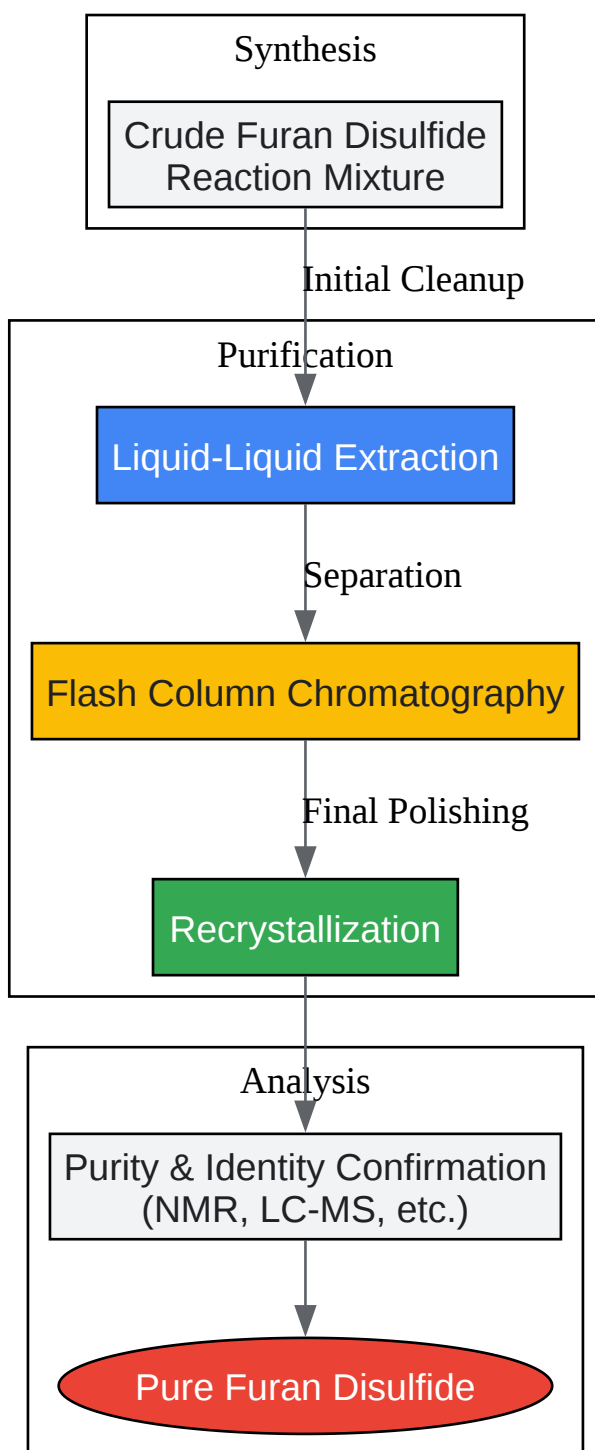 Synthesis
Crude Furan Disulfide
Reaction Mixture
Initial Cleanup
Purification
Liquid-Liquid Extraction
Separation
Flash Column Chromatography
Final Polishing
Recrystallization
Analysis
Purity & Identity Confirmation
(NMR, LC-MS, etc.)
Pure Furan Disulfide